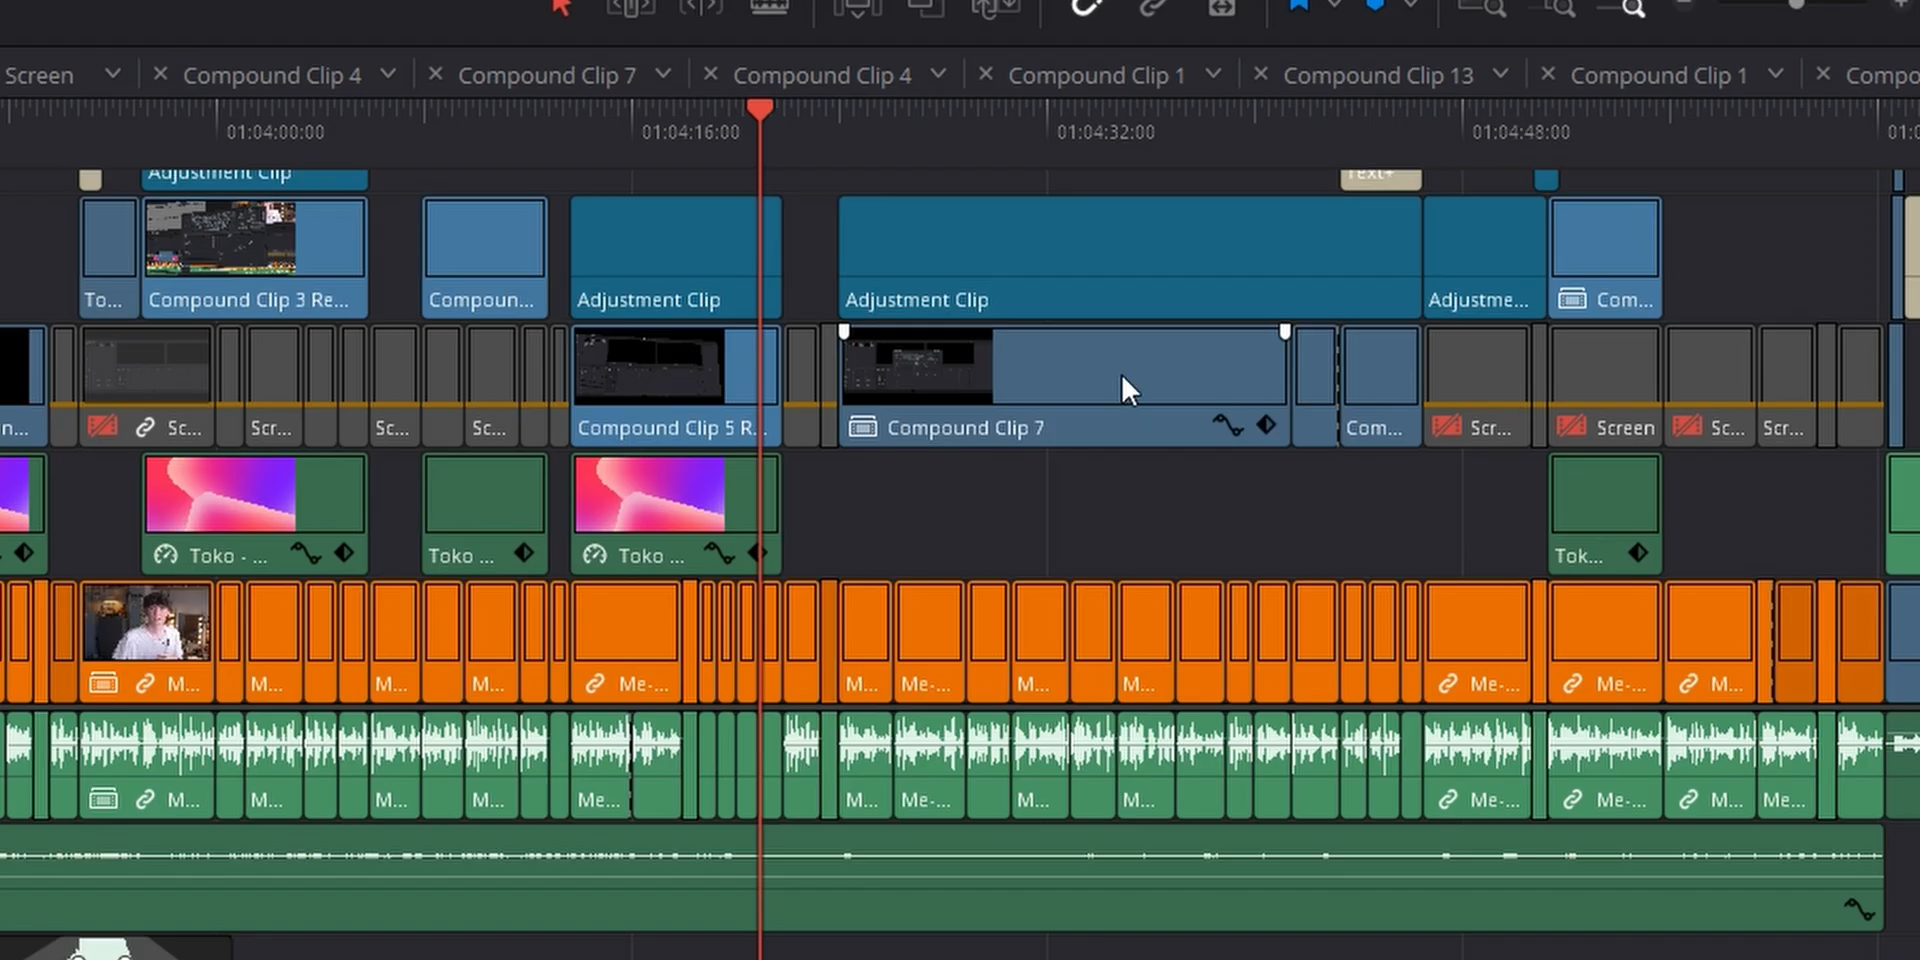 Screen Compound Clip 4 Compound Clip 7 Compound Clip 4 Compound Clip 1 Compound Clip 13 Compound Clip 1 Compo
01:04:00:00 01:04:16:00 01:04:32:00 01:04:48:00 01:0
Adjustment Clip Text+
To... Compound Clip 3 Re... Compoun... Adjustment Clip Adjustment Clip Adjustme... Com...
n... Sc... Scr... Sc... Sc... Compound Clip 5 R... Compound Clip 7 Com... Scr... Screen Sc... Scr...
Toko - ... Toko ... Toko ... Tok...
M... M... M... M... Me-... M... Me-... M... M... Me-... Me-... M...
M... M... M... M... Me... M... Me-... M... M... Me-... Me-... M... Me...